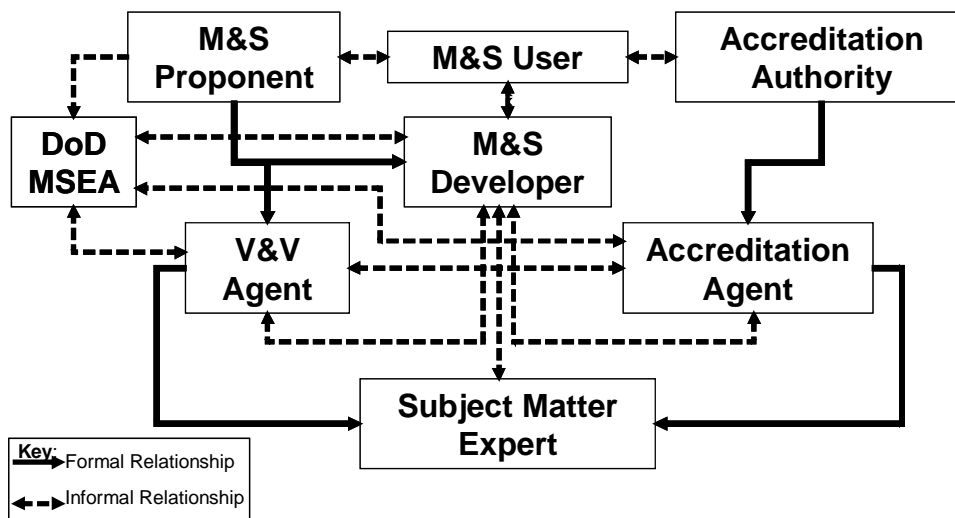 M&S
Proponent
M&S User
Accreditation
Authority
DoD
MSEA
M&S
Developer
V&V
Agent
Accreditation
Agent
Subject Matter
Expert
Key:
Formal Relationship
Informal Relationship